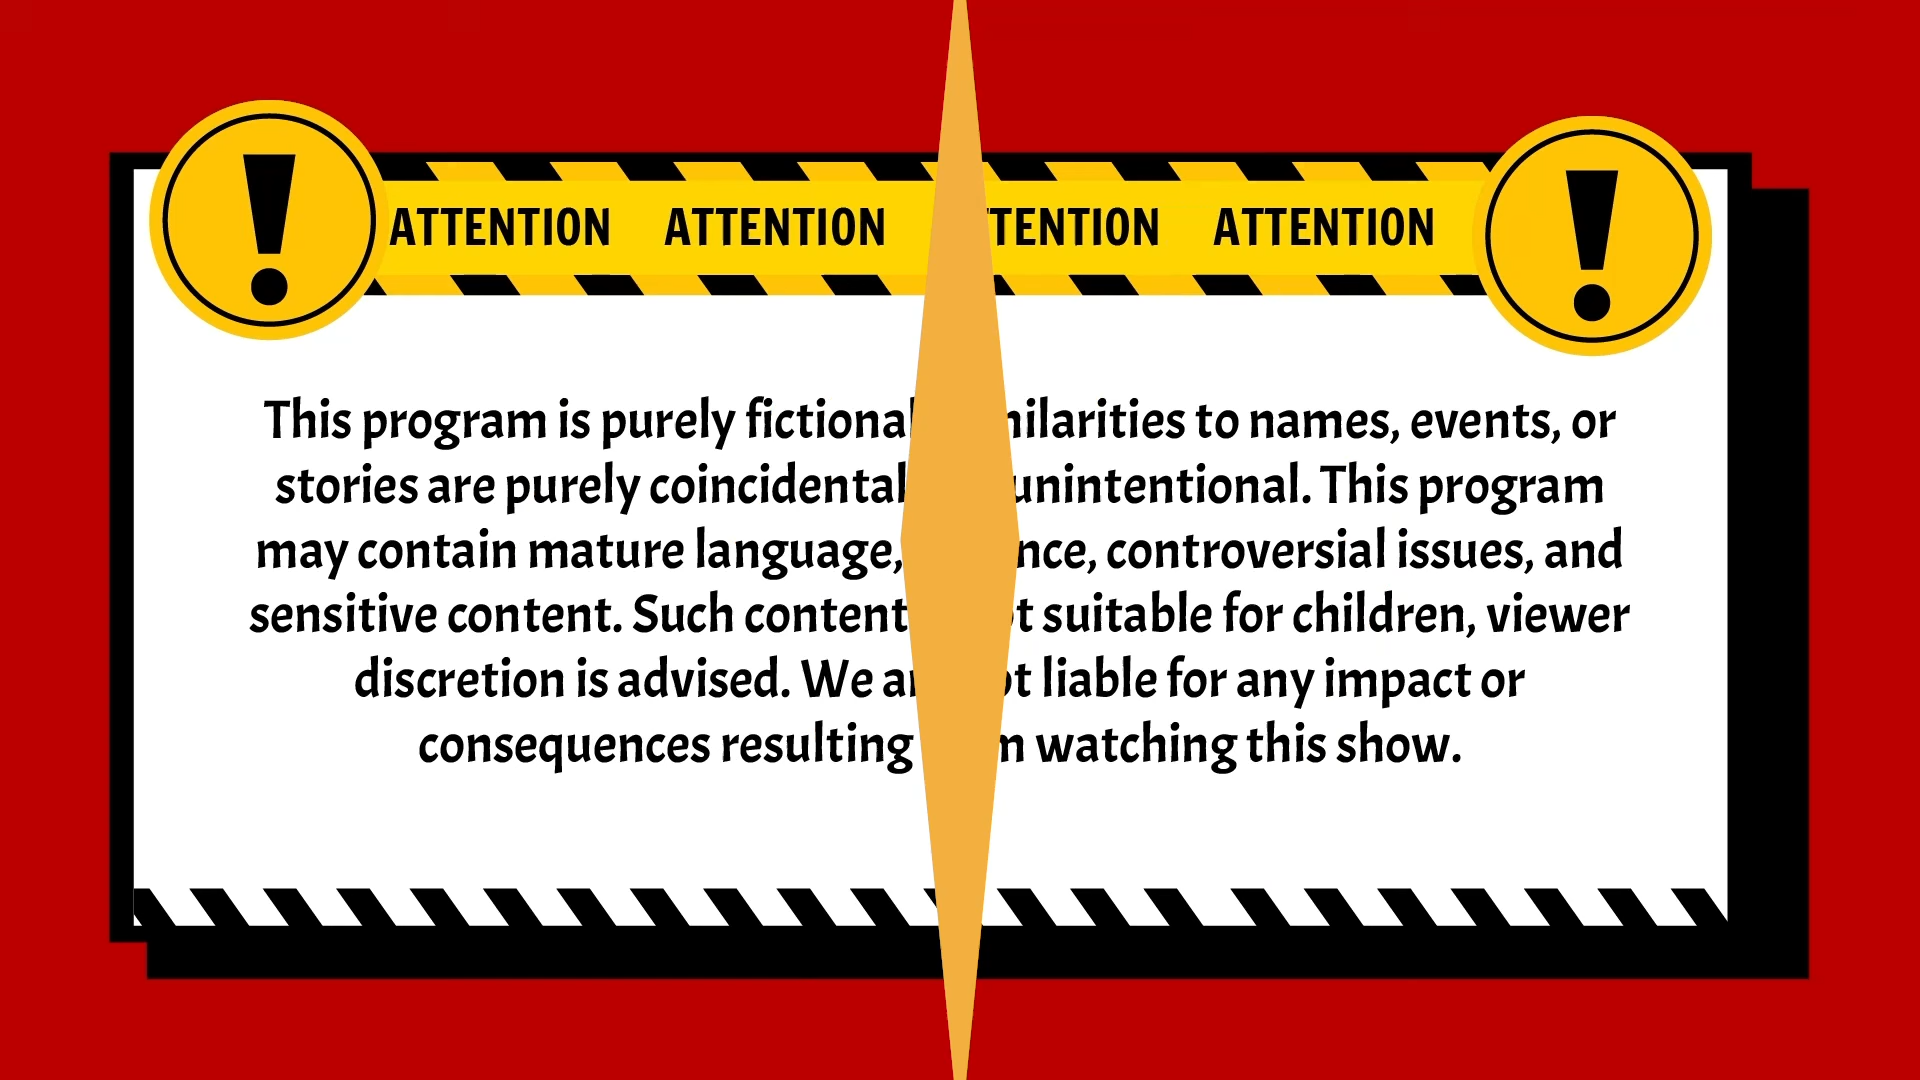 ATTENTION ATTENTION TENTION ATTENTION
This program is purely fictional milarities to names, events, or
stories are purely coincidental unintentional. This program
may contain mature language, nce, controversial issues, and
sensitive content. Such content t suitable for children, viewer
discretion is advised. We ar t liable for any impact or
consequences resulting m watching this show.